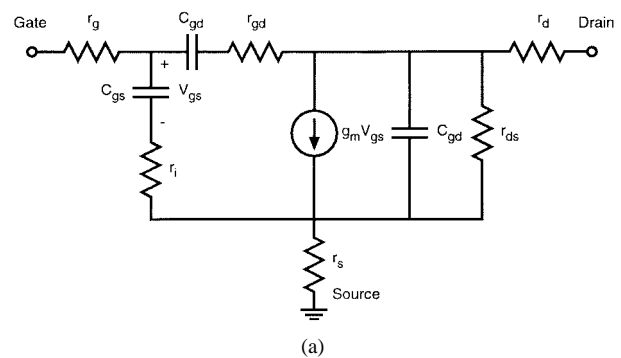 Gate
r_g
C_gd
r_gd
r_d
Drain
+
C_gs
V_gs
-
r_i
g_mV_gs
C_gd
r_ds
r_s
Source
(a)